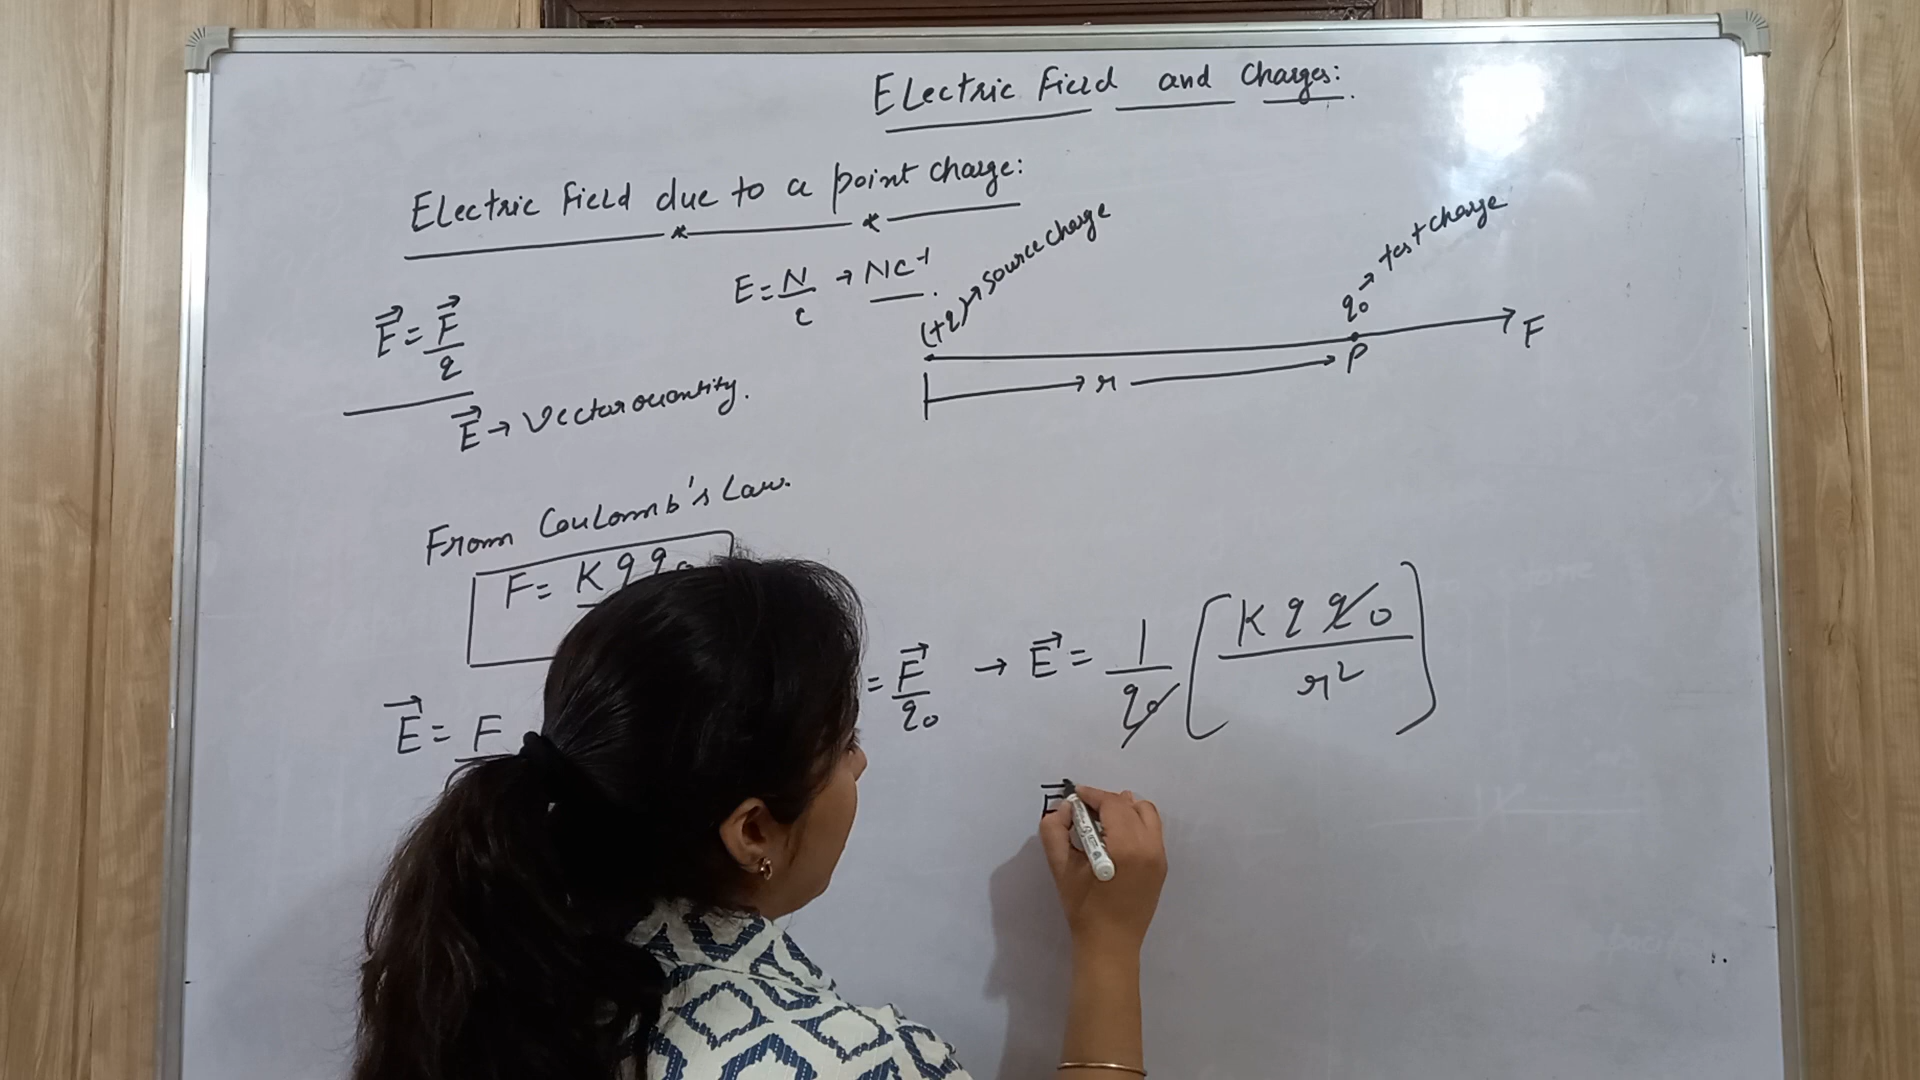 Electric Field and Charges:
Electric Field due to a point charge:
E = N/C → NC⁻¹.
(+q) → source charge
q₀ → test charge
E⃗ = F⃗/q
P
F
r
E⃗ → Vector quantity.
From Coulomb's Law.
F = K q q₀
E⃗ = F
= F⃗/q₀ → E⃗ = 1/q₀ [K q q₀/r²]
E⃗